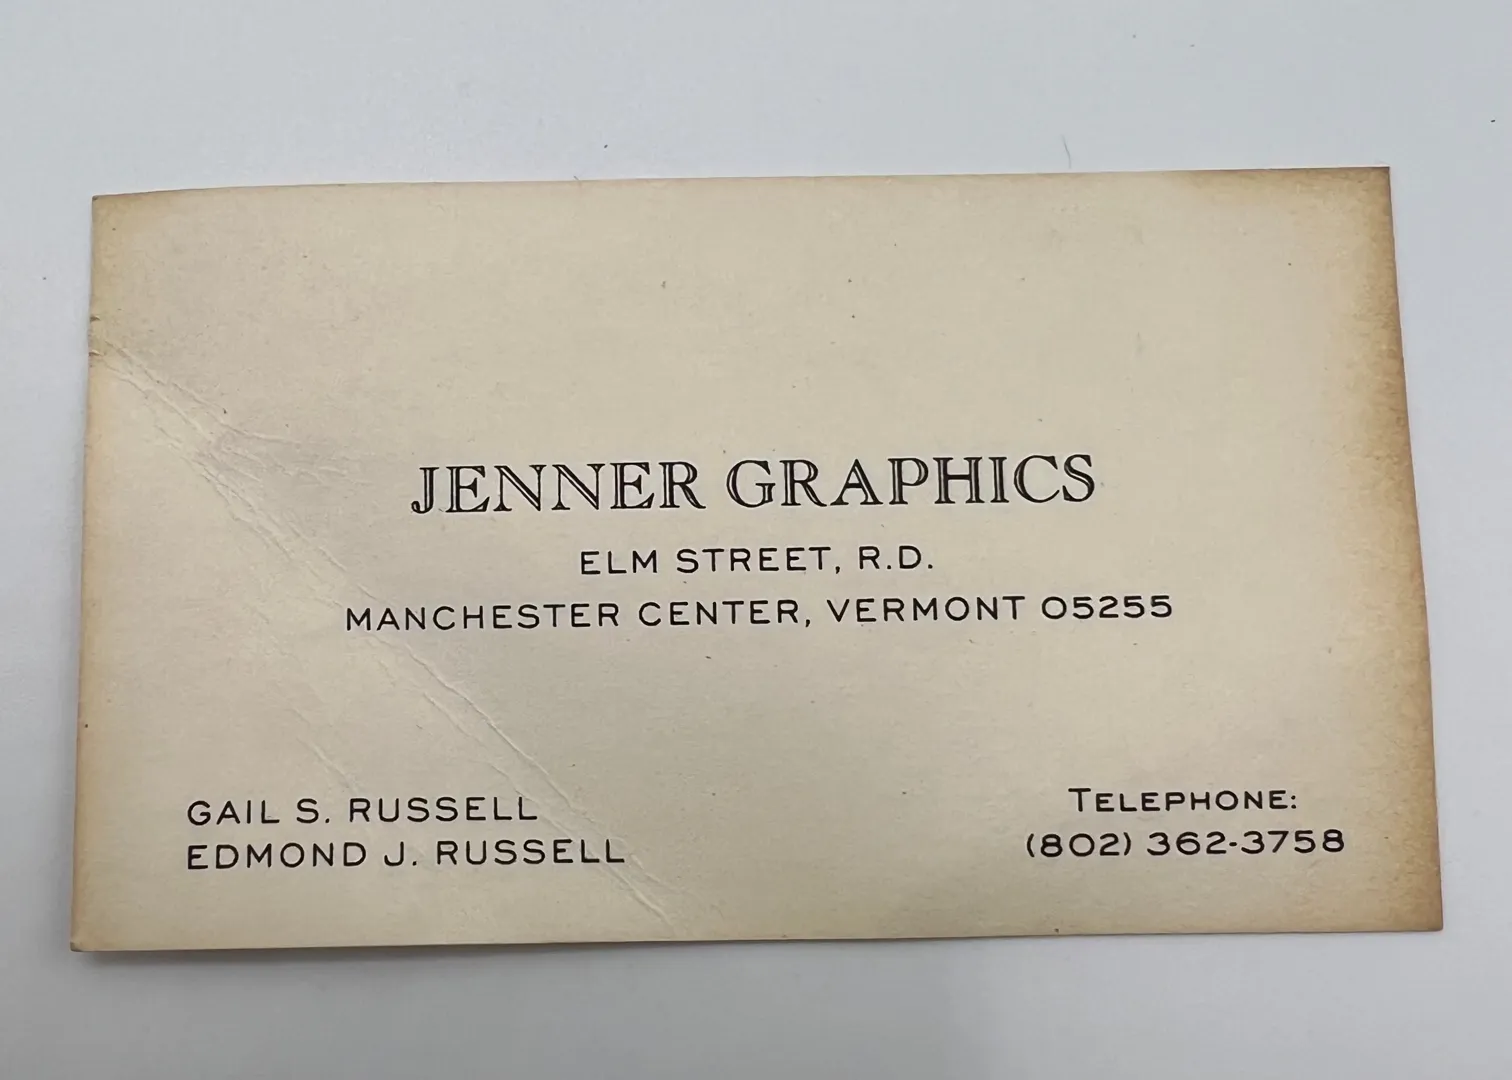 JENNER GRAPHICS
ELM STREET, R.D.
MANCHESTER CENTER, VERMONT 05255
GAIL S. RUSSELL
EDMOND J. RUSSELL
TELEPHONE:
(802) 362-3758